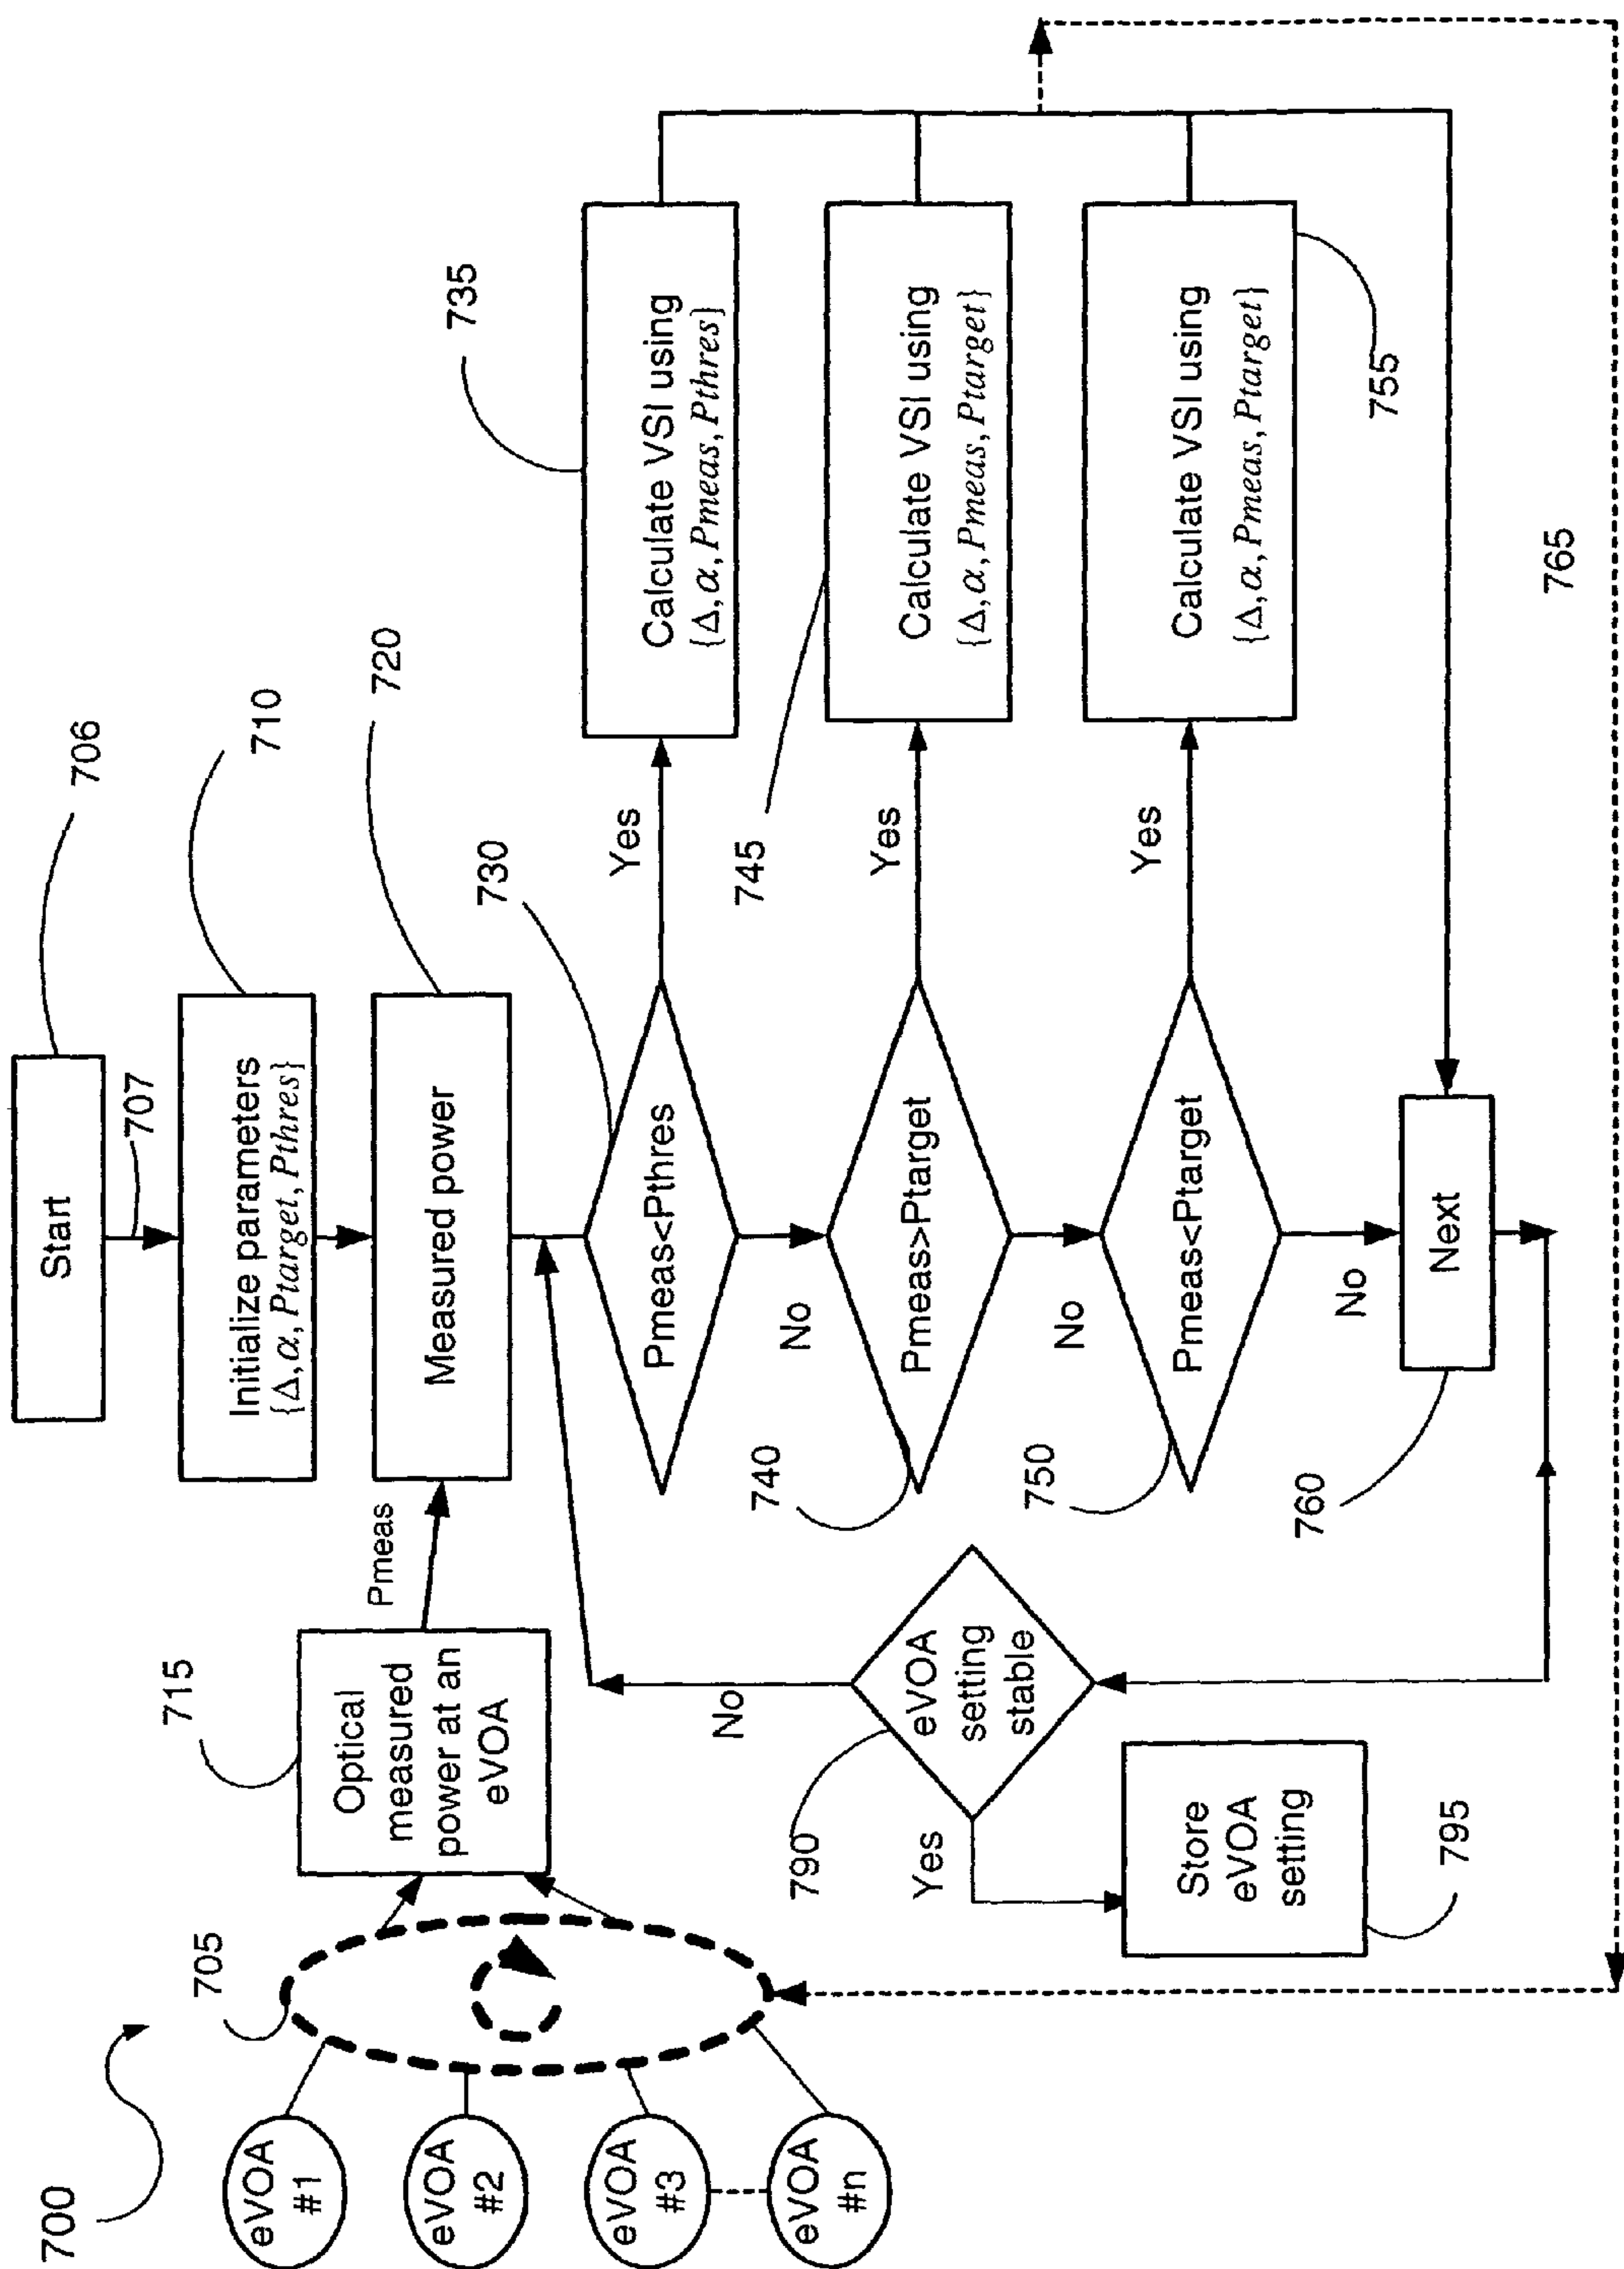 700
eVOA
#1
eVOA
#2
eVOA
#3
eVOA
#n
705
715
Optical
measured
power at an
eVOA
Pmeas
Start
706
707
Initialize parameters
{Δ, α, Ptarget, Pthres}
710
Measured power
720
Pmeas<Pthres
730
Yes
Calculate VSI using
{Δ, α, Pmeas, Pthres}
735
No
Pmeas>Ptarget
740
Yes
Calculate VSI using
{Δ, α, Pmeas, Ptarget}
745
No
Pmeas<Ptarget
750
Yes
Calculate VSI using
{Δ, α, Pmeas, Ptarget}
755
No
Next
760
765
eVOA
setting
stable
790
No
Yes
Store
eVOA
setting
795